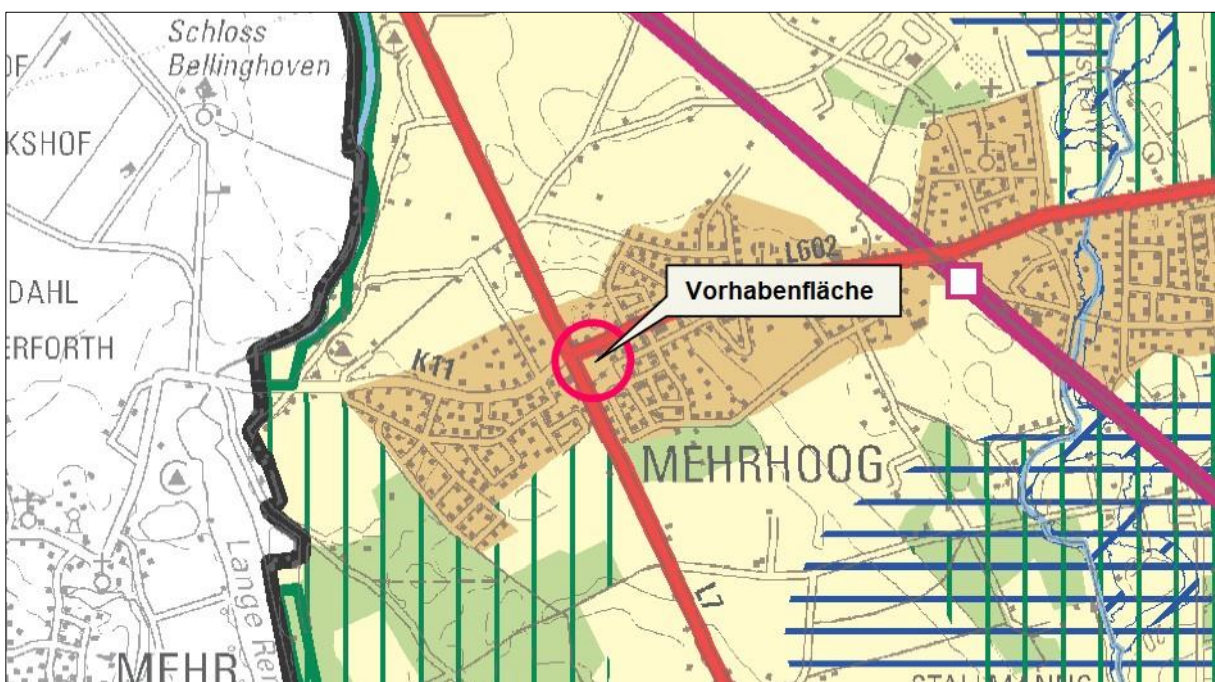 Schloss
Bellinghoven
KSHOF
L602
Vorhabenfläche
DAHL
ERFORTH
K11
MEHRHOOG
L7
Lange
MEHR